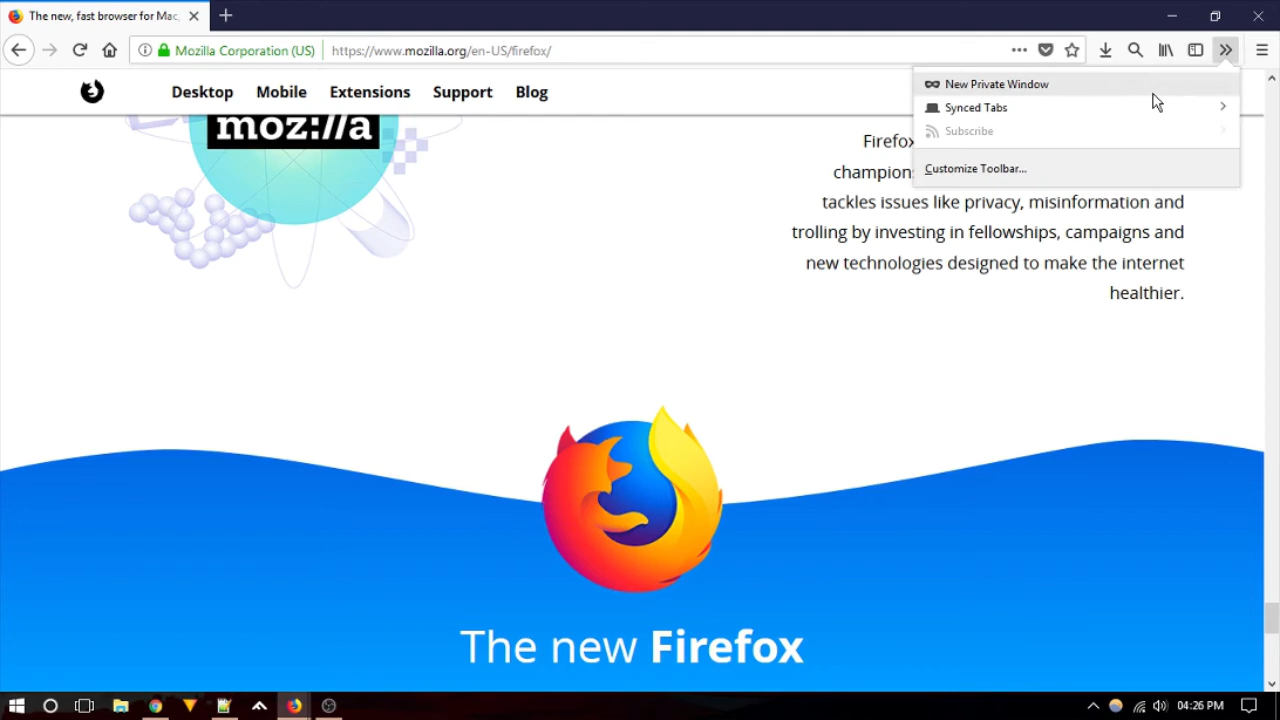 The new, fast browser for Mac,
Mozilla Corporation (US)
https://www.mozilla.org/en-US/firefox/
Desktop Mobile Extensions Support Blog
New Private Window
Synced Tabs
Subscribe
Customize Toolbar...
moz://a
Firefox
champion
tackles issues like privacy, misinformation and
trolling by investing in fellowships, campaigns and
new technologies designed to make the internet
healthier.
The new Firefox
04:26 PM